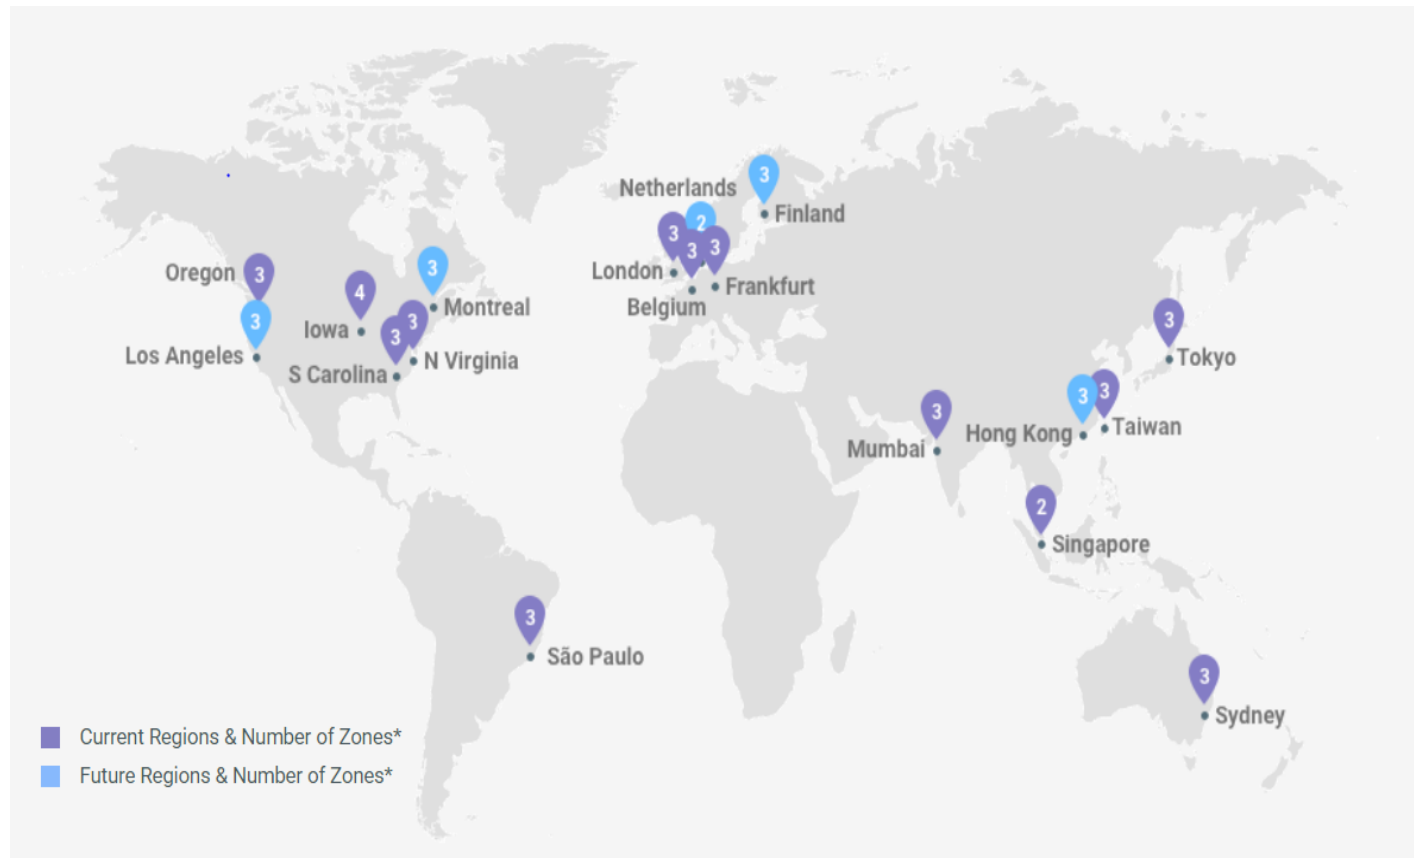 3
Netherlands
2
Finland
3
3
3
London
Frankfurt
Belgium
Oregon
3
4
3
3
Iowa
3
3
Montreal
Los Angeles
S Carolina
N Virginia
3
Tokyo
3
3
3
Mumbai
Hong Kong
Taiwan
2
Singapore
3
São Paulo
3
Sydney
Current Regions & Number of Zones*
Future Regions & Number of Zones*